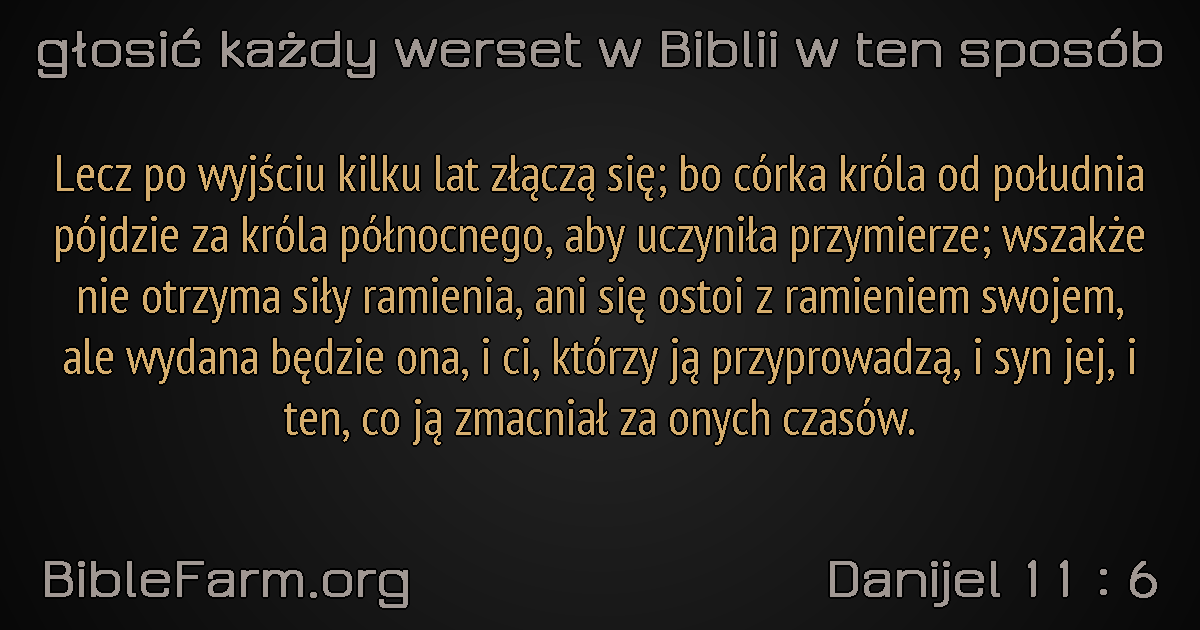 głosić każdy werset w Biblii w ten sposób
Lecz po wyjściu kilku lat złączą się; bo córka króla od południa
pójdzie za króla północnego, aby uczyniła przymierze; wszakże
nie otrzyma siły ramienia, ani się ostoi z ramieniem swojem,
ale wydana będzie ona, i ci, którzy ją przyprowadzą, i syn jej, i
ten, co ją zmacniał za onych czasów.
BibleFarm.org
Danijel 11 : 6